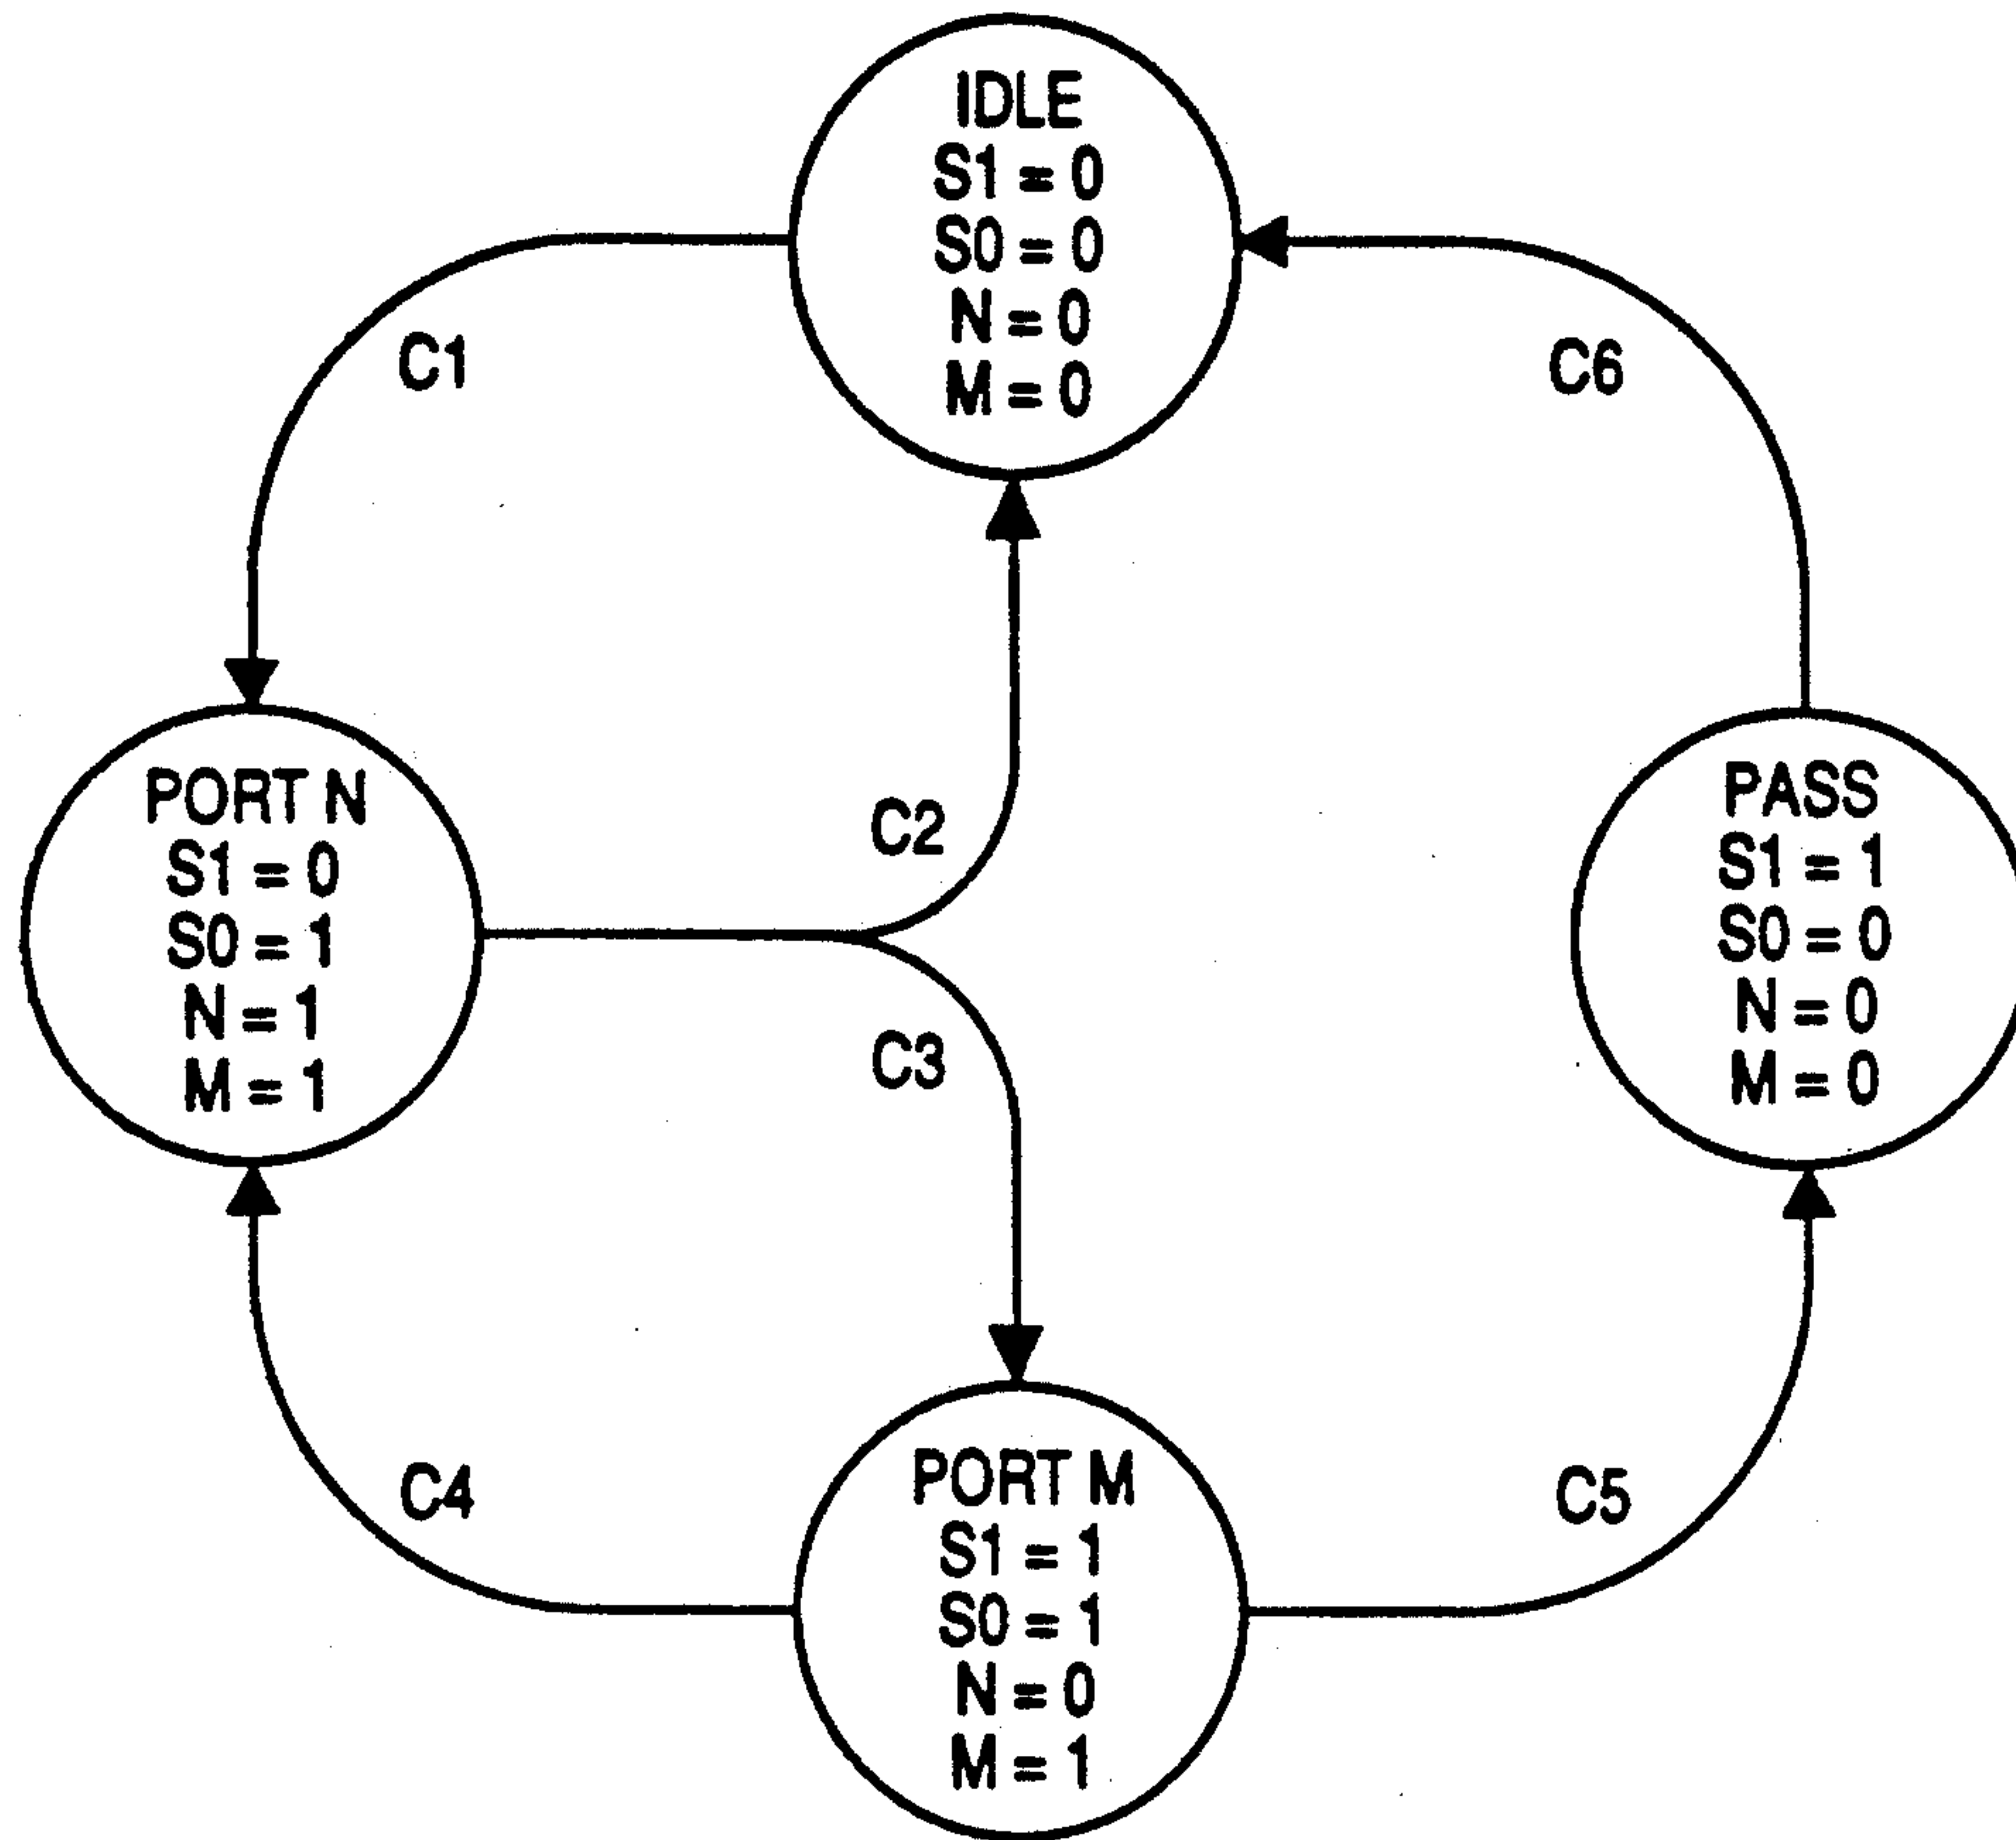 IDLE
S1 = 0
S0 = 0
N = 0
M = 0
C1
C6
PORT N
S1 = 0
S0 = 1
N = 1
M = 1
C2
C3
PASS
S1 = 1
S0 = 0
N = 0
M = 0
C4
PORT M
S1 = 1
S0 = 1
N = 0
M = 1
C5